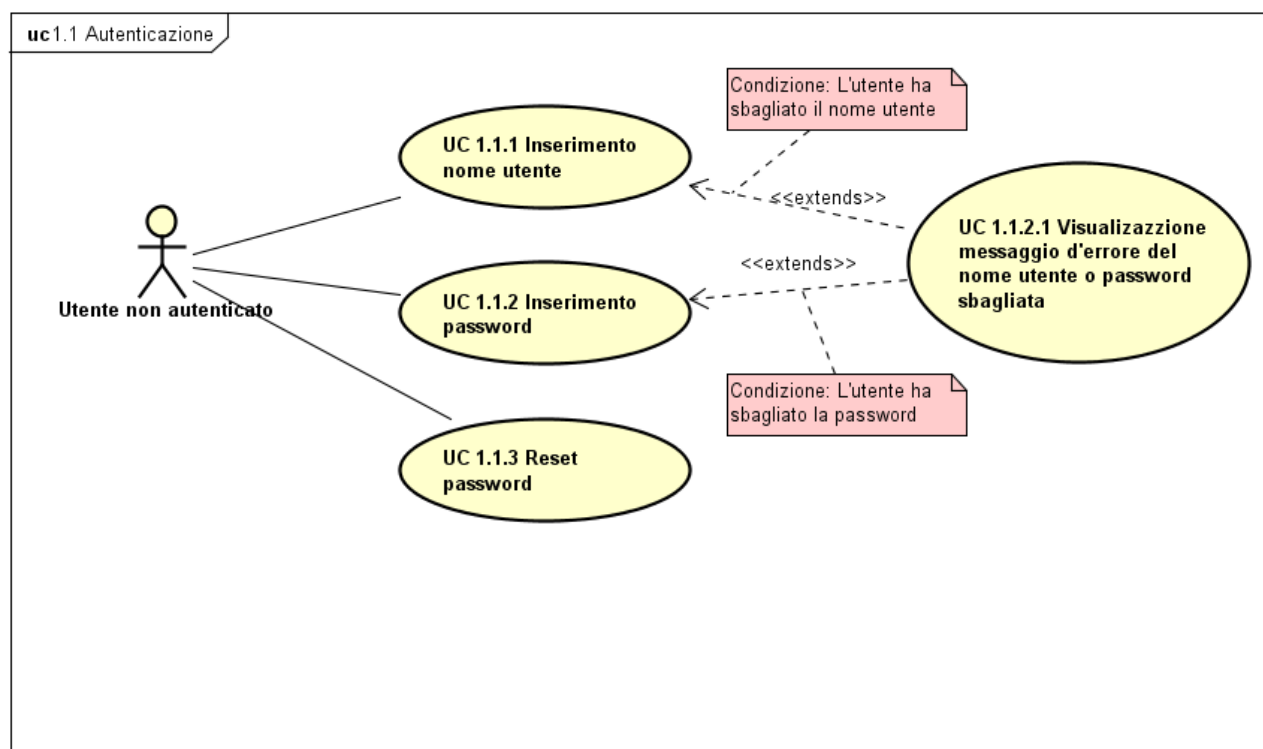 uc1.1 Autenticazione
Condizione: L'utente ha
sbagliato il nome utente
UC 1.1.1 Inserimento
nome utente
<<extends>>
UC 1.1.2.1 Visualizazzione
messaggio d'errore del
nome utente o password
sbagliata
<<extends>>
Utente non autenticato
UC 1.1.2 Inserimento
password
Condizione: L'utente ha
sbagliato la password
UC 1.1.3 Reset
password